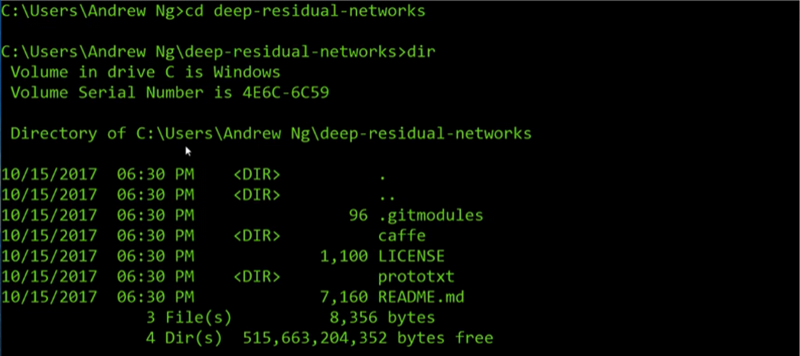 C:\Users\Andrew Ng>cd deep-residual-networks
C:\Users\Andrew Ng\deep-residual-networks>dir
Volume in drive C is Windows
Volume Serial Number is 4E6C-6C59
Directory of C:\Users\Andrew Ng\deep-residual-networks
10/15/2017  06:30 PM    <DIR>          .
10/15/2017  06:30 PM    <DIR>          ..
10/15/2017  06:30 PM                96 .gitmodules
10/15/2017  06:30 PM    <DIR>          caffe
10/15/2017  06:30 PM             1,100 LICENSE
10/15/2017  06:30 PM    <DIR>          prototxt
10/15/2017  06:30 PM             7,160 README.md
3 File(s)          8,356 bytes
4 Dir(s)  515,663,204,352 bytes free